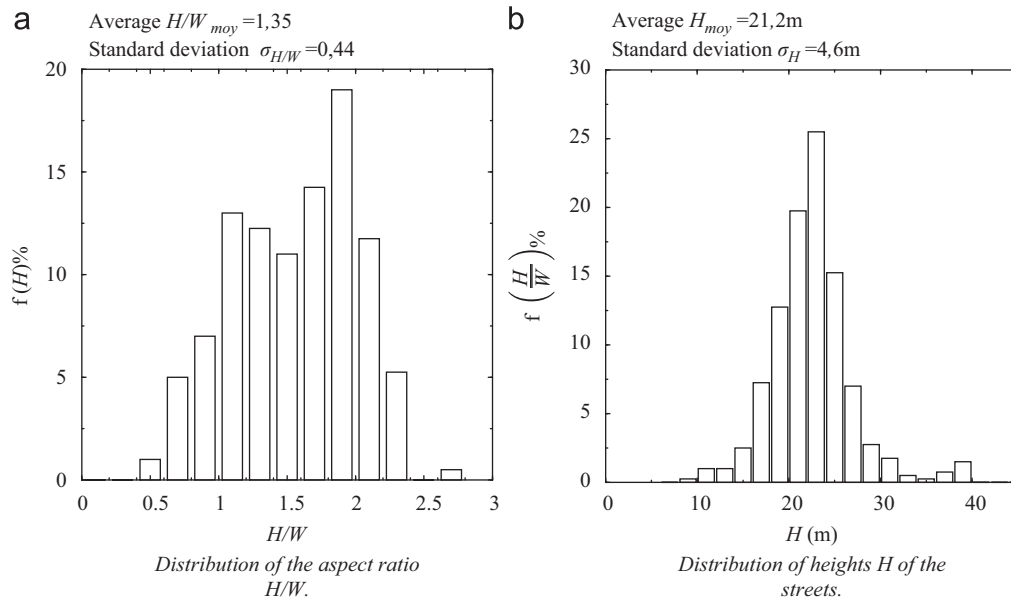 a
Average H/W moy =1,35
Standard deviation σH/W =0,44
20
15
10
5
0
f (H)%
0 0.5 1 1.5 2 2.5 3
H/W
Distribution of the aspect ratio
H/W.
b
Average Hmoy =21,2m
Standard deviation σH =4,6m
30
25
20
15
10
5
0
f (H/W)%
0 10 20 30 40
H (m)
Distribution of heights H of the
streets.